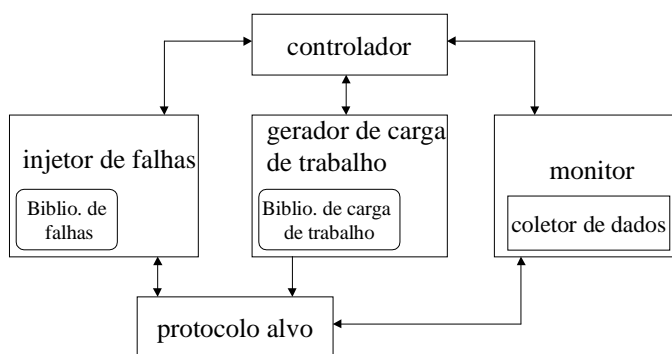 controlador
injetor de falhas
Biblio. de
falhas
gerador de carga
de trabalho
Biblio. de carga
de trabalho
monitor
coletor de dados
protocolo alvo